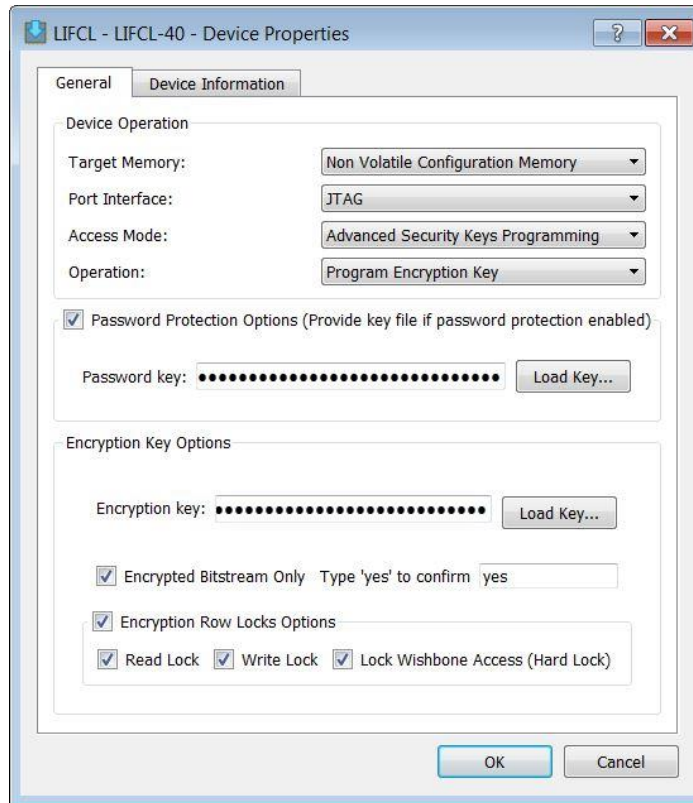 LIFCL - LIFCL-40 - Device Properties
General Device Information
Device Operation
Target Memory: Non Volatile Configuration Memory
Port Interface: JTAG
Access Mode: Advanced Security Keys Programming
Operation: Program Encryption Key
Password Protection Options (Provide key file if password protection enabled)
Password key: Load Key...
Encryption Key Options
Encryption key: Load Key...
Encrypted Bitstream Only Type 'yes' to confirm yes
Encryption Row Locks Options
Read Lock Write Lock Lock Wishbone Access (Hard Lock)
OK Cancel